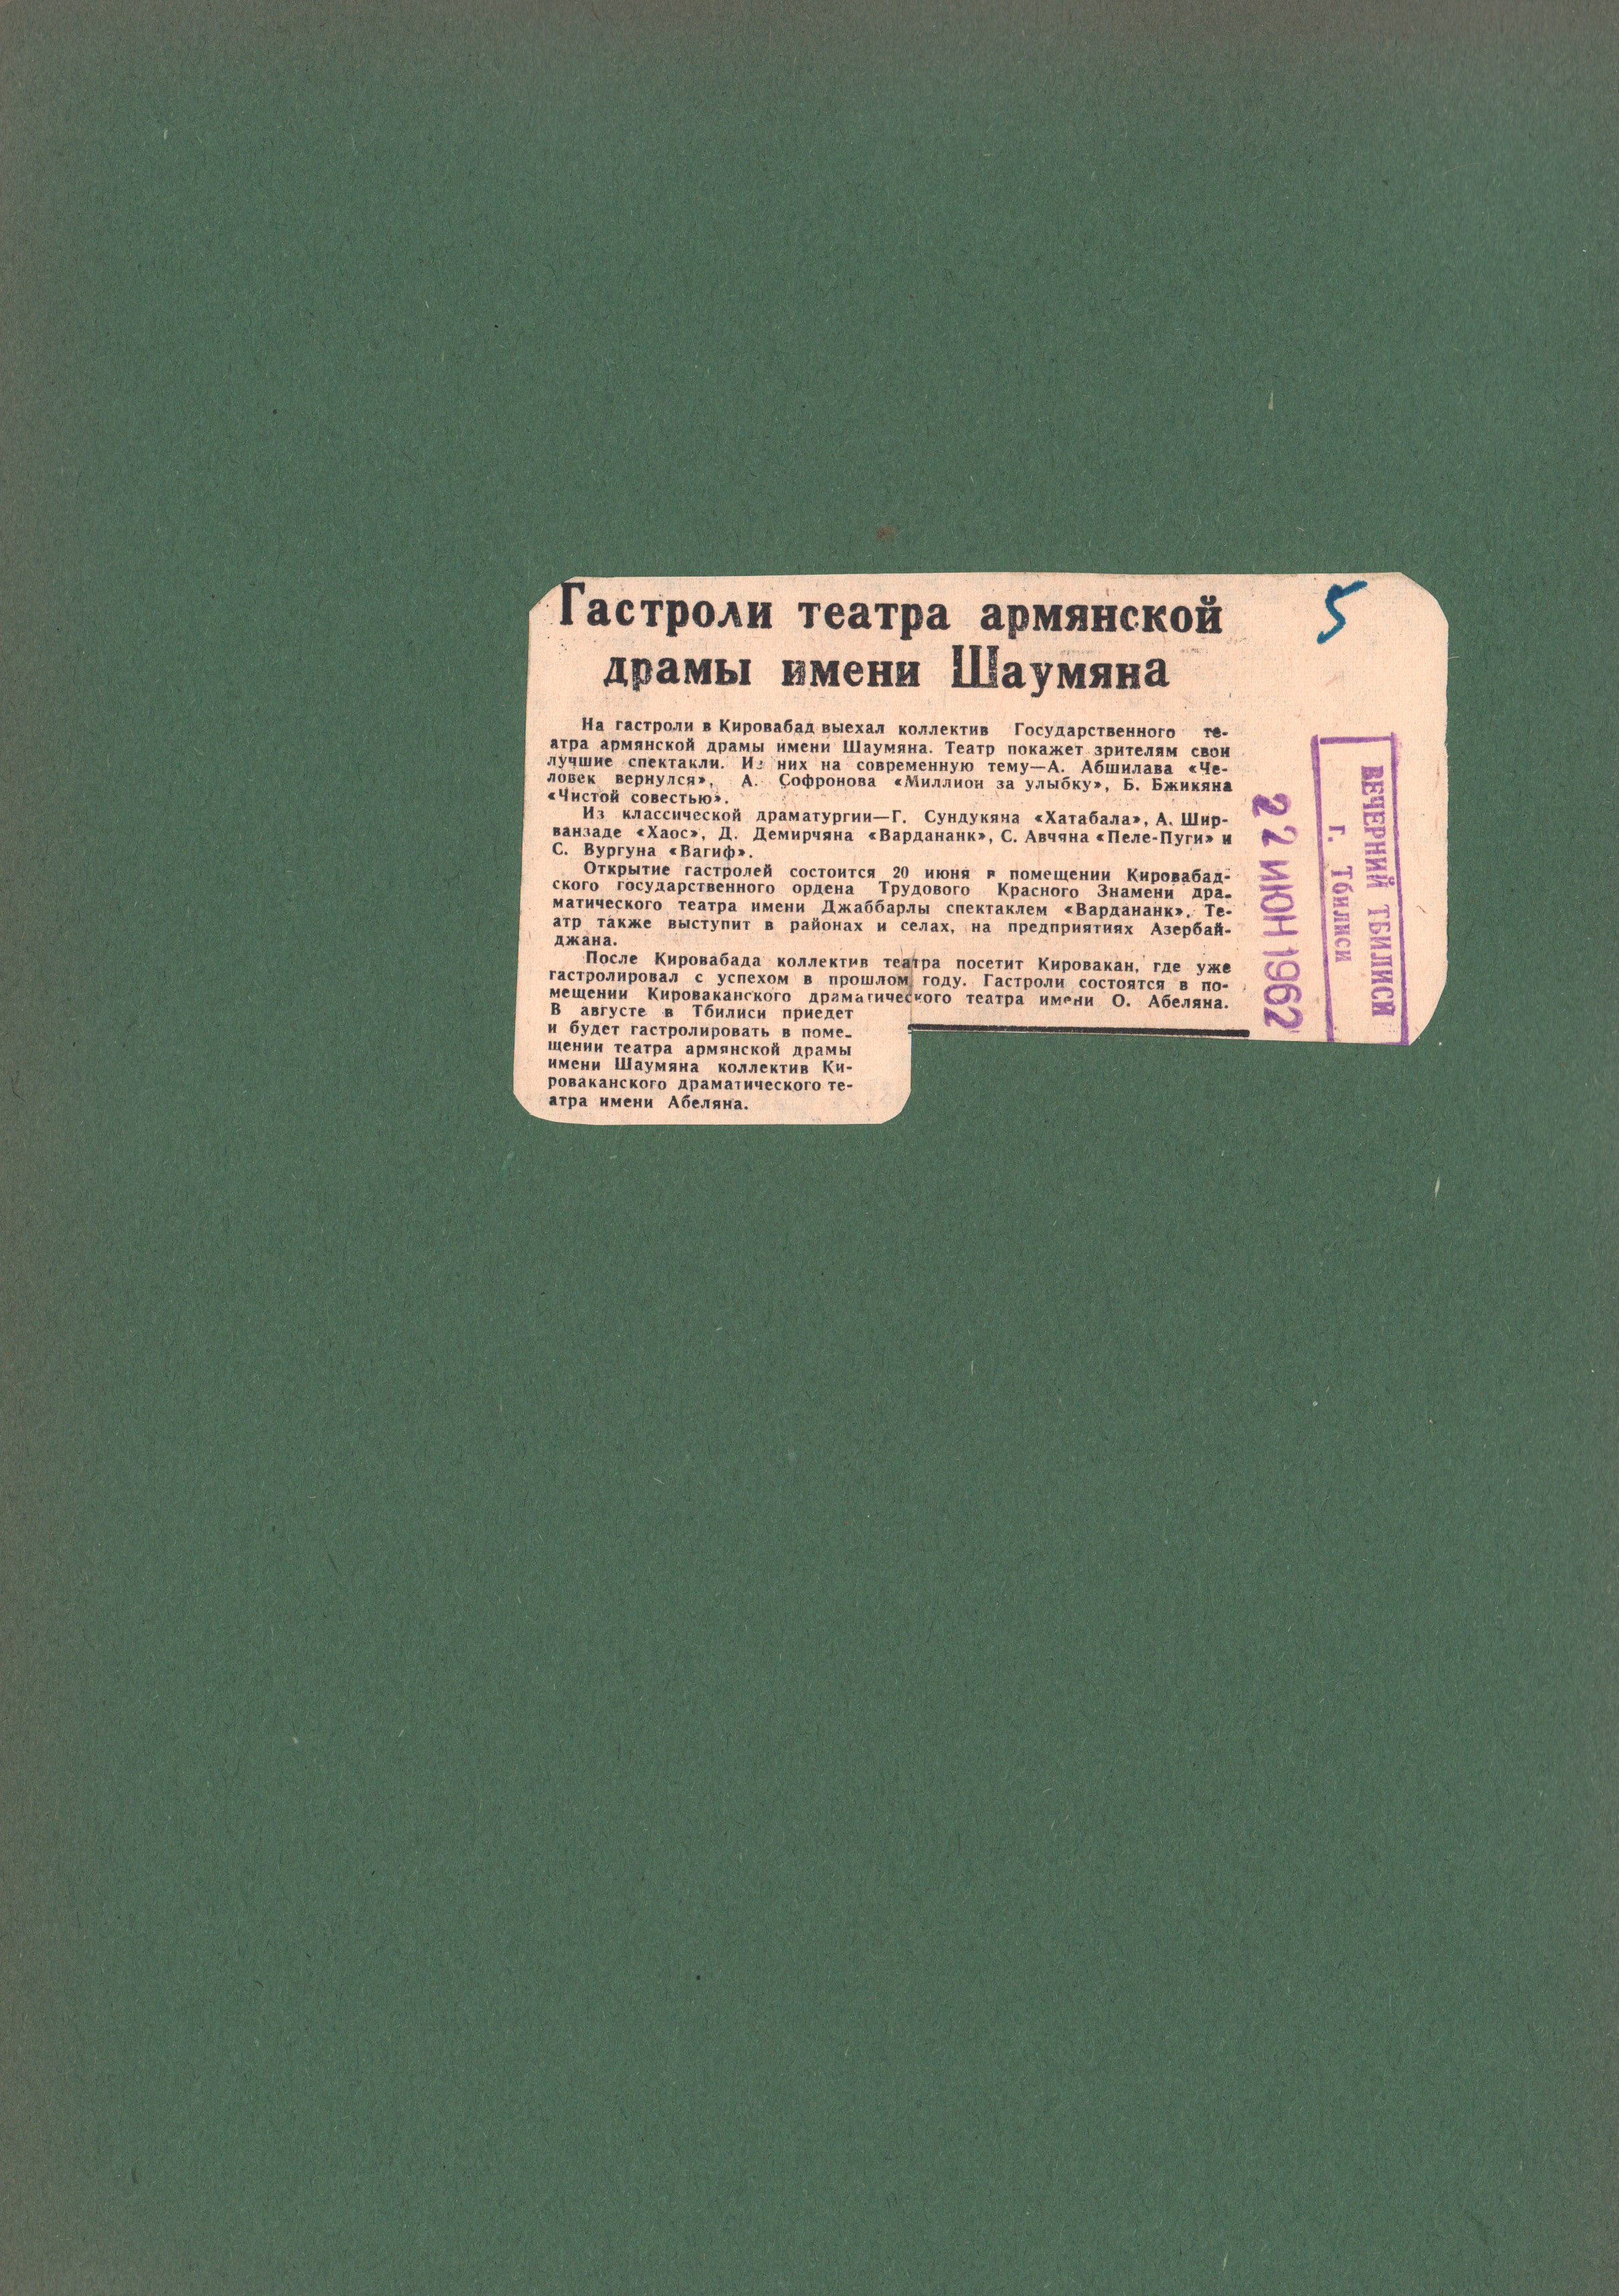 Гастроли театра армянской
драмы имени Шаумяна
5
На гастроли в Кировабад выехал коллектив Государственного те-
атра армянской драмы имени Шаумяна. Театр покажет зрителям свои
лучшие спектакли. Из них на современную тему—А. Абшилава «Че-
ловек вернулся», А. Софронова «Миллион за улыбку», Б. Бжикяна
«Чистой совестью».
Из классической драматургии—Г. Сундукяна «Хатабала», А. Шир-
ванзаде «Хаос», Д. Демирчяна «Вардананк», С. Авчяна «Пеле-Пуги» и
С. Вургуна «Вагиф».
Открытие гастролей состоится 20 июня в помещении Кировабад-
ского государственного ордена Трудового Красного Знамени дра-
матического театра имени Джаббарлы спектаклем «Вардананк». Те-
атр также выступит в районах и селах, на предприятиях Азербай-
джана.
После Кировабада коллектив театра посетит Кировакан, где уже
гастролировал с успехом в прошлом году. Гастроли состоятся в по-
мещении Кироваканского драматического театра имени О. Абеляна.
В августе в Тбилиси приедет
и будет гастролировать в поме-
щении театра армянской драмы
имени Шаумяна коллектив Ки-
роваканского драматического те-
атра имени Абеляна.
ВЕЧЕРНИЙ ТБИЛИСИ
г. Тбилиси
22 ИЮН 1962